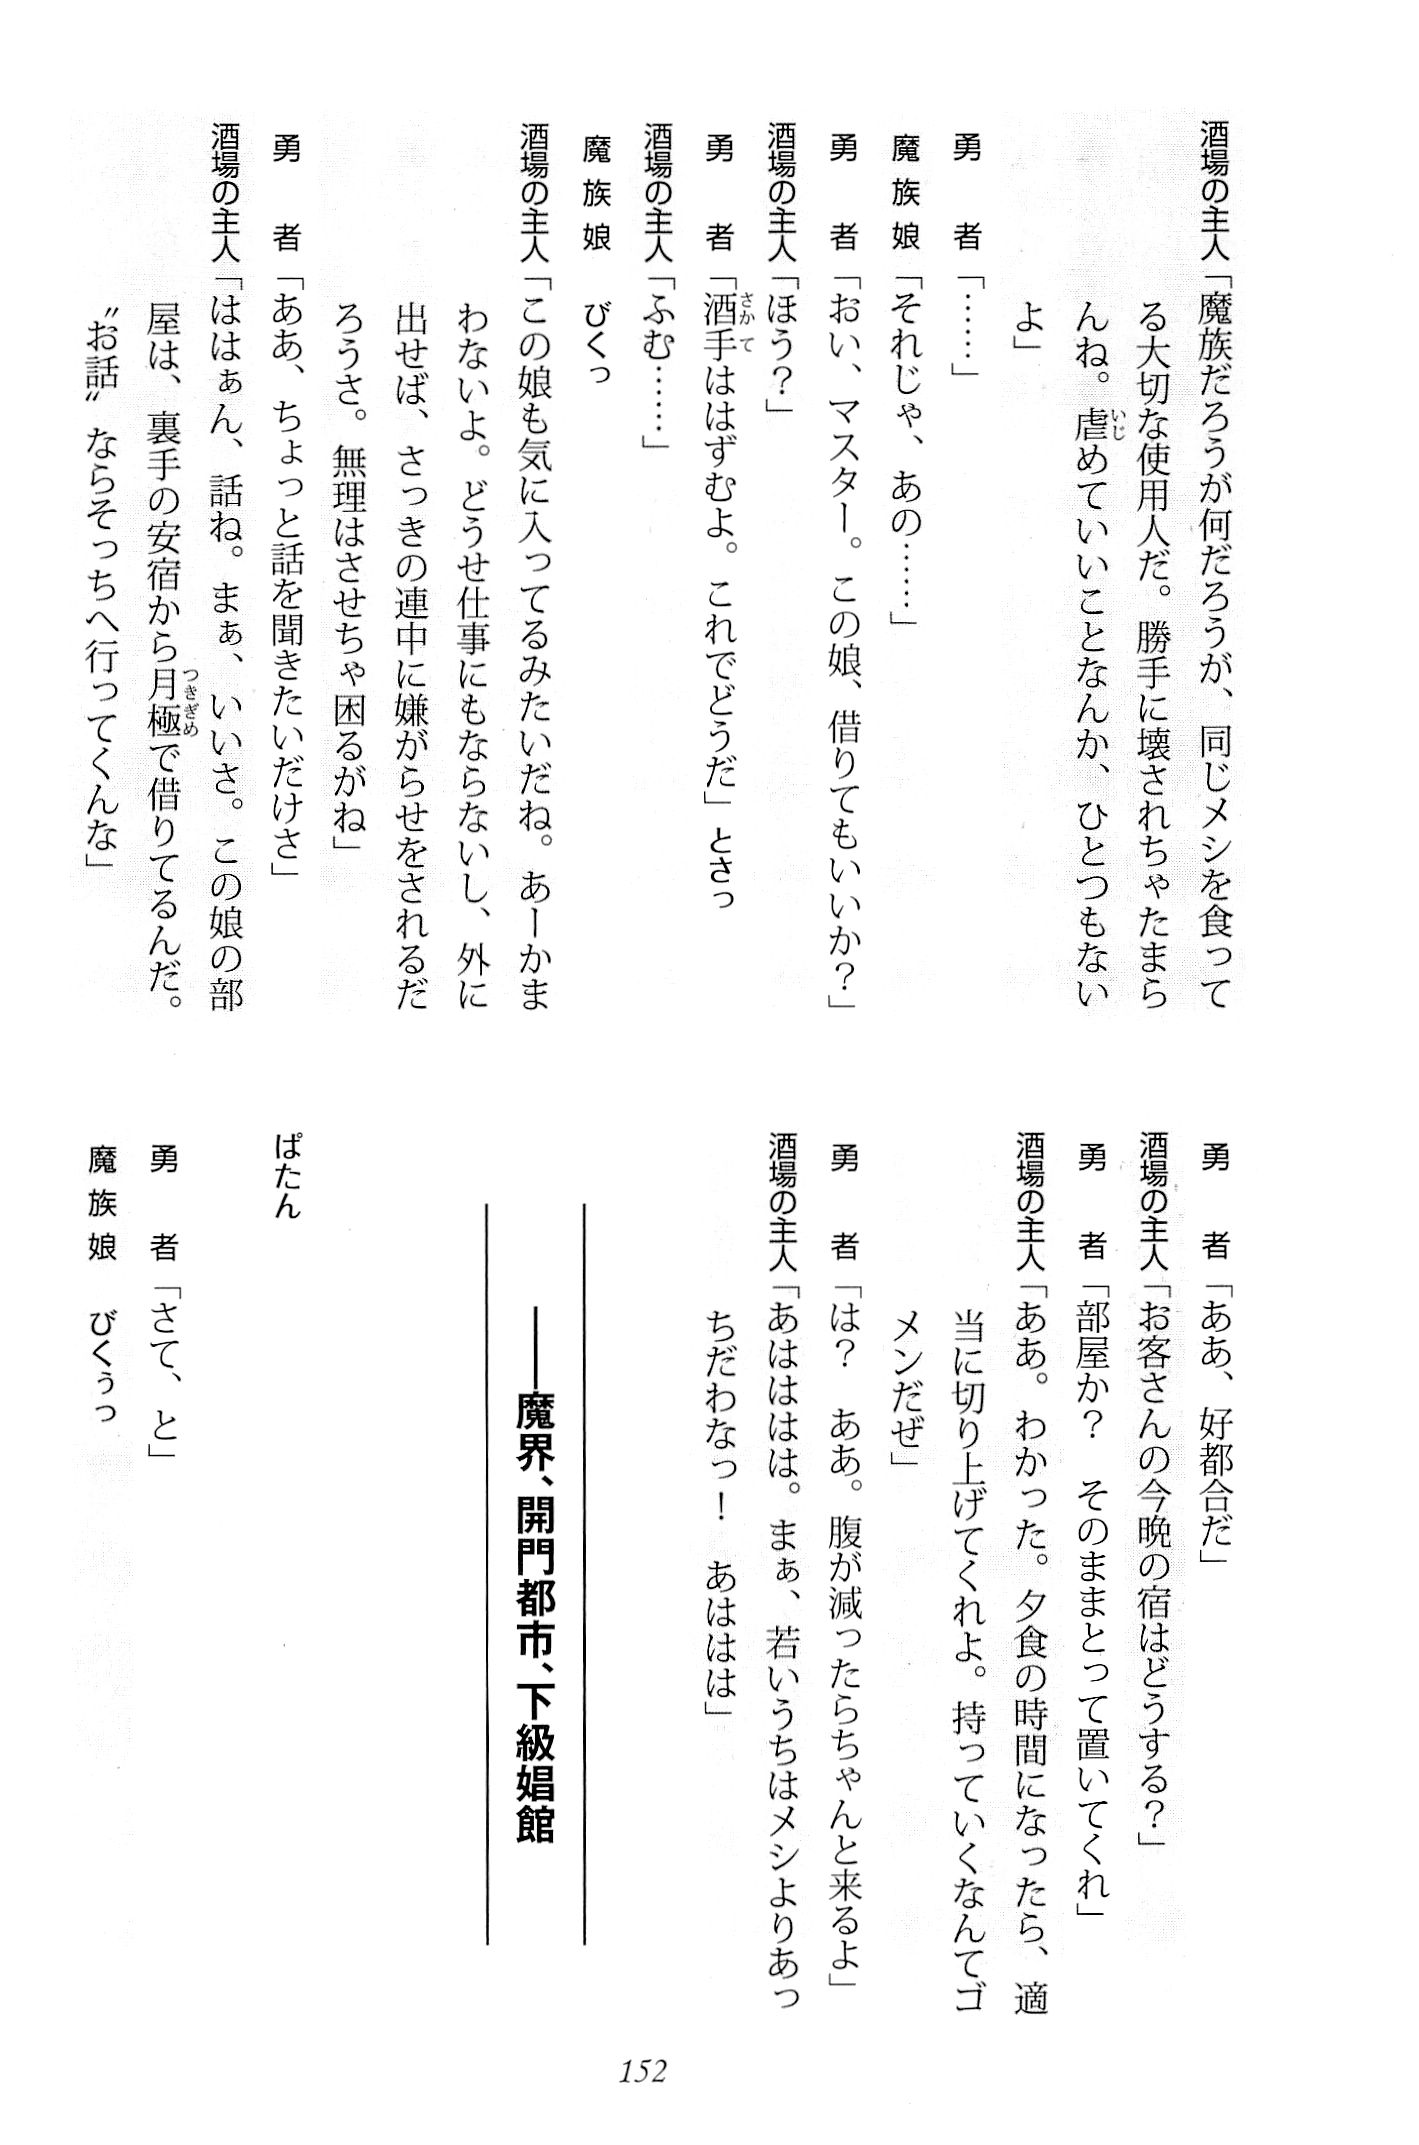 酒場の主人「魔族だろうが何だろうが、同じメシを食って
る大切な使用人だ。勝手に壊されちゃたまら
んね。虐めていいことなんか、ひとつもない
よ」
勇者「……」
魔族娘「それじゃ、あの……」
勇者「おい、マスター。この娘、借りてもいいか？」
酒場の主人「ほう？」
勇者「酒手ははずむよ。これでどうだ」とさっ
酒場の主人「ふむ……」
魔族娘　びくっ
酒場の主人「この娘も気に入ってるみたいだね。あーかま
わないよ。どうせ仕事にもならないし、外に
出せば、さっきの連中に嫌がらせをされるだ
ろうさ。無理はさせちゃ困るがね」
勇者「ああ、ちょっと話を聞きたいだけさ」
酒場の主人「ははぁん、話ね。まぁ、いいさ。この娘の部
屋は、裏手の安宿から月極で借りてるんだ。
〝お話〟ならそっちへ行ってくんな」
勇者「ああ、好都合だ」
酒場の主人「お客さんの今晩の宿はどうする？」
勇者「部屋か？　そのままとって置いてくれ」
酒場の主人「ああ。わかった。夕食の時間になったら、適
当に切り上げてくれよ。持っていくなんてゴ
メンだぜ」
勇者「は？　ああ。腹が減ったらちゃんと来るよ」
酒場の主人「あはははは。まぁ、若いうちはメシよりあっ
ちだわなっ！　あははは」
――魔界、開門都市、下級娼館
ぱたん
勇者「さて、と」
魔族娘　びくぅっ
152